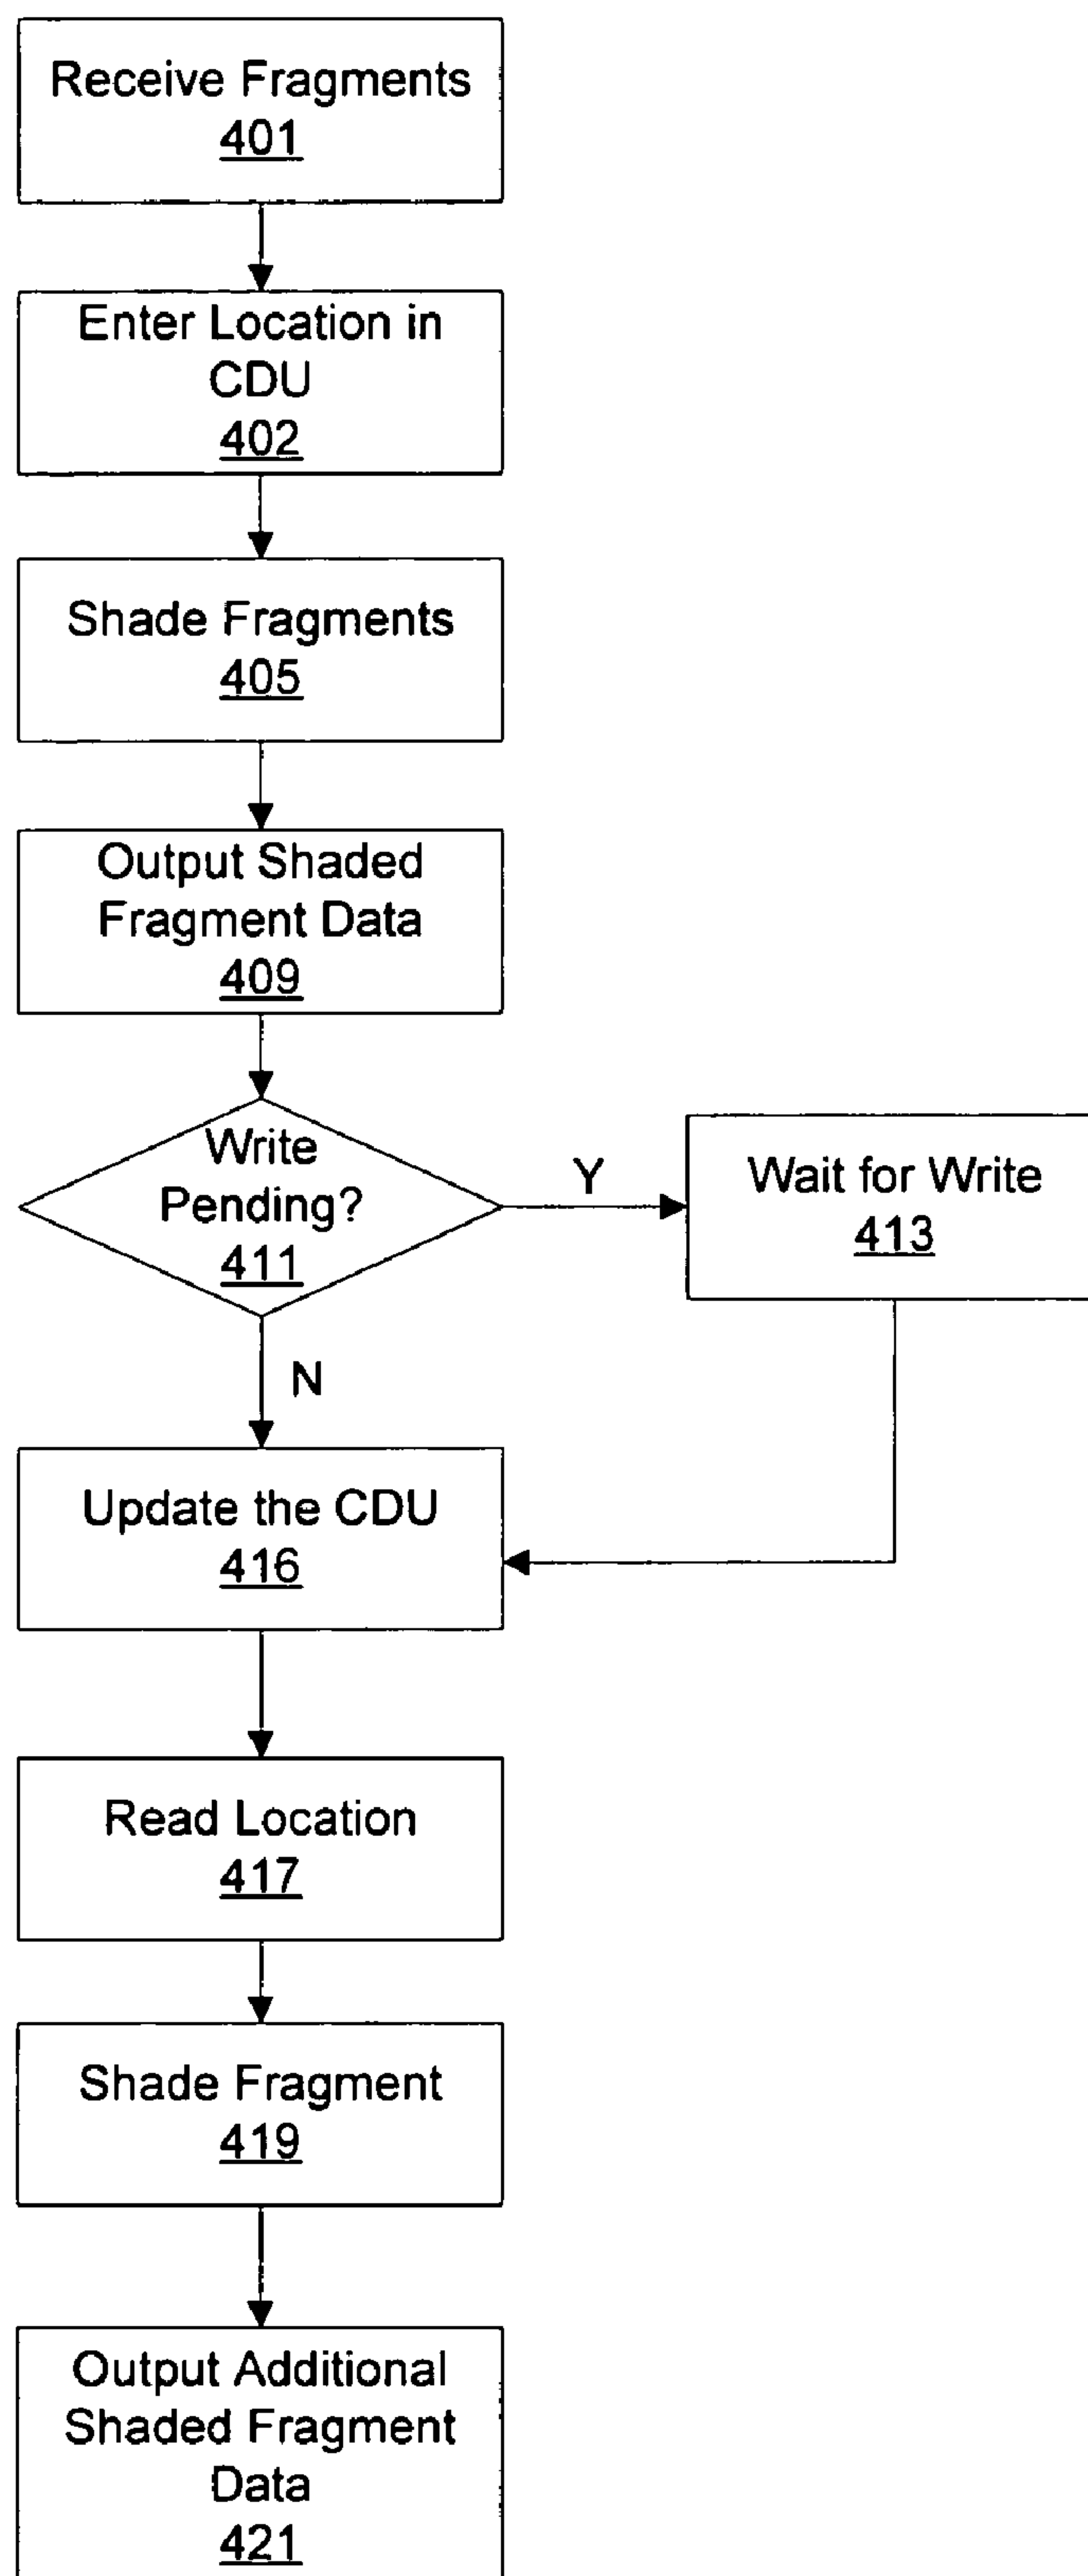 Receive Fragments
401
Enter Location in
CDU
402
Shade Fragments
405
Output Shaded
Fragment Data
409
Write
Pending?
411
Y
Wait for Write
413
N
Update the CDU
416
Read Location
417
Shade Fragment
419
Output Additional
Shaded Fragment
Data
421